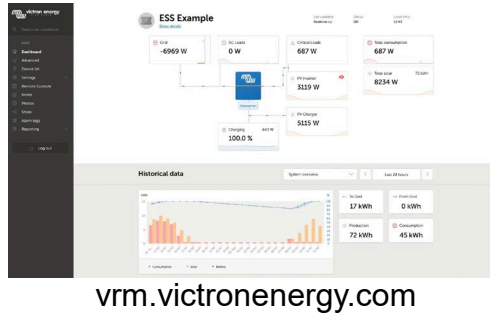 victron energy
Dashboard
Advanced
Device list
Settings
Remote Console
Share
Alarm logs
Reporting
Log out
ESS Example
Grid
-6969 W
AC Loads
0 W
Critical Loads
687 W
Total consumption
687 W
PV Inverter
3119 W
Total solar
8234 W
PV Charger
5115 W
Charging
100.0 %
Historical data
System overview
Last 24 hours
To Grid
17 kWh
From Grid
0 kWh
Production
72 kWh
Consumption
45 kWh
Consumption
Solar
Battery
vrm.victronenergy.com